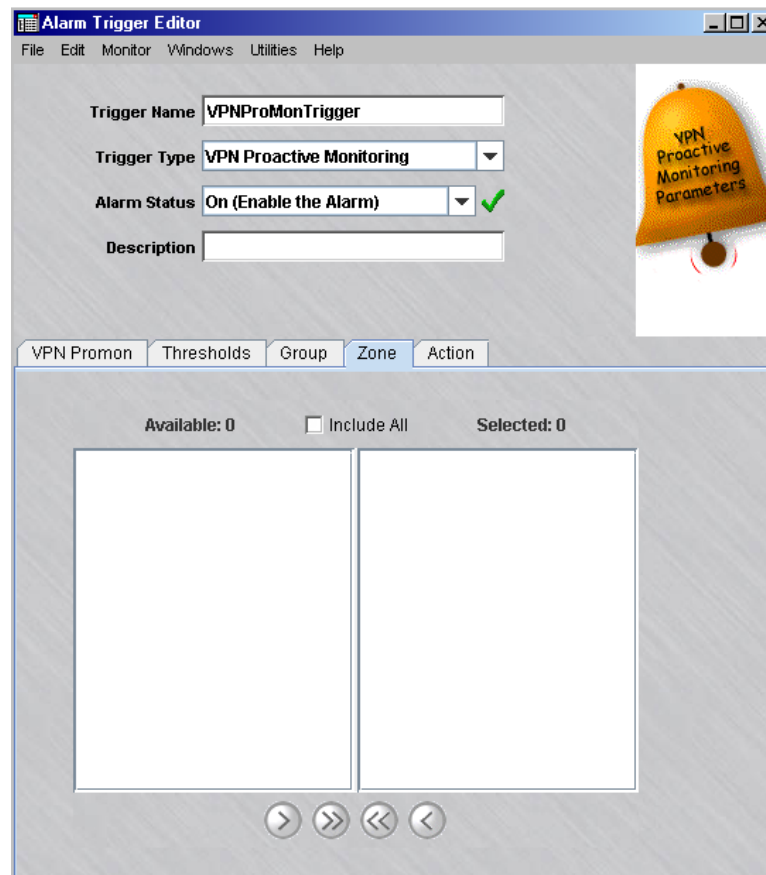 Alarm Trigger Editor
File Edit Monitor Windows Utilities Help
Trigger Name VPNProMonTrigger
Trigger Type VPN Proactive Monitoring
Alarm Status On (Enable the Alarm)
Description
VPN
Proactive
Monitoring
Parameters
VPN Promon Thresholds Group Zone Action
Available: 0 Include All Selected: 0